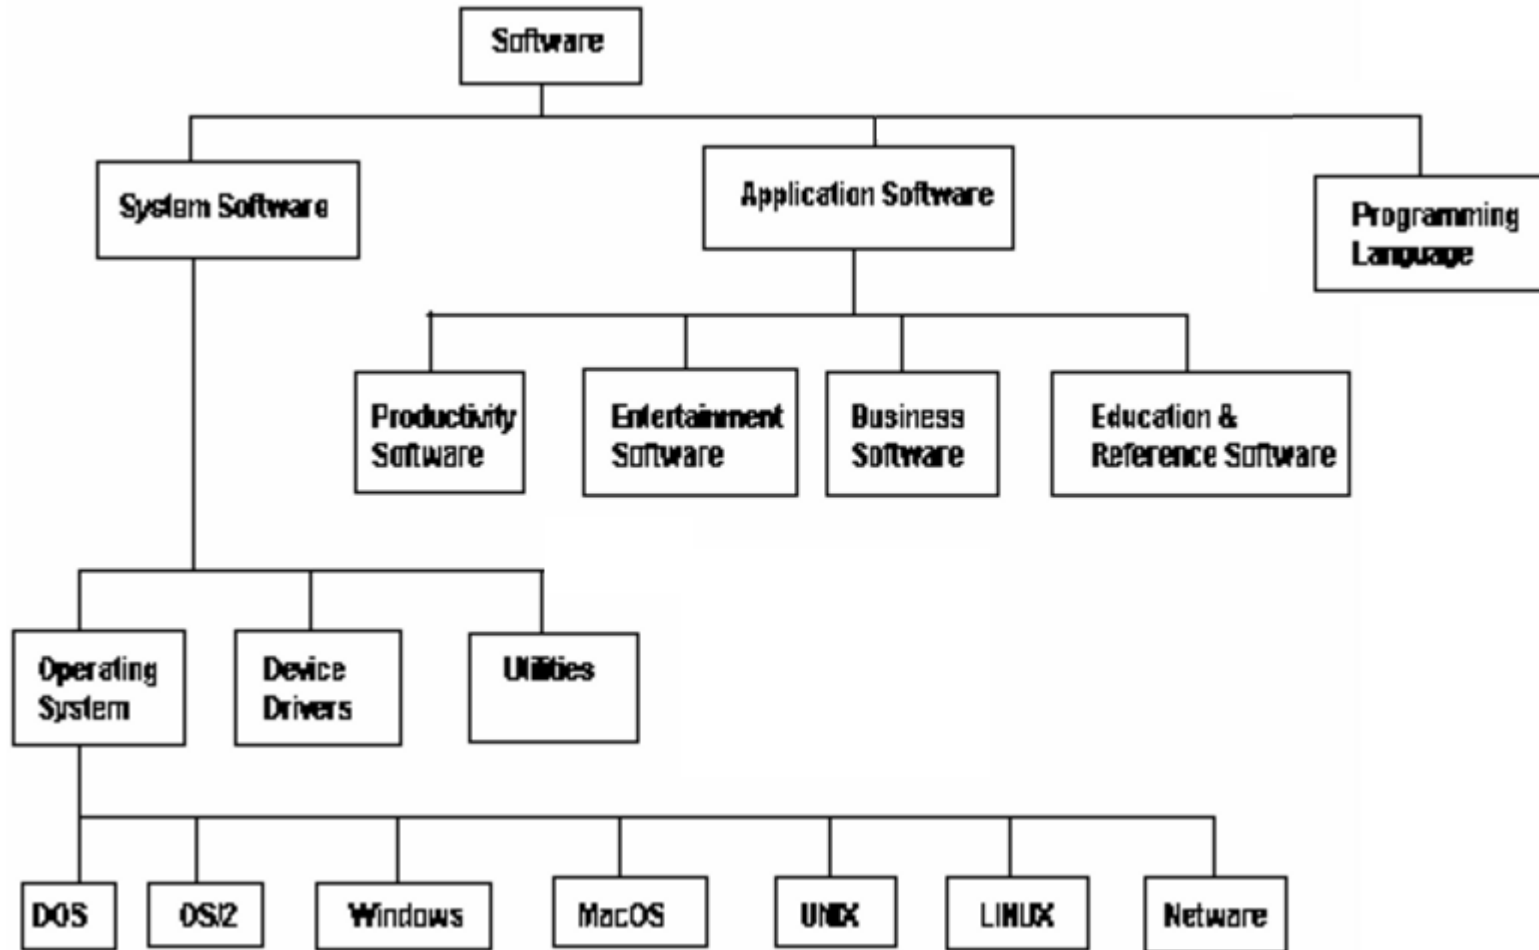 Software
System Software
Application Software
Programming
Language
Productivity
Software
Entertainment
Software
Business
Software
Education &
Reference Software
Operating
System
Device
Drivers
Utilities
DOS
OS/2
Windows
MacOS
UNIX
LINUX
Netware